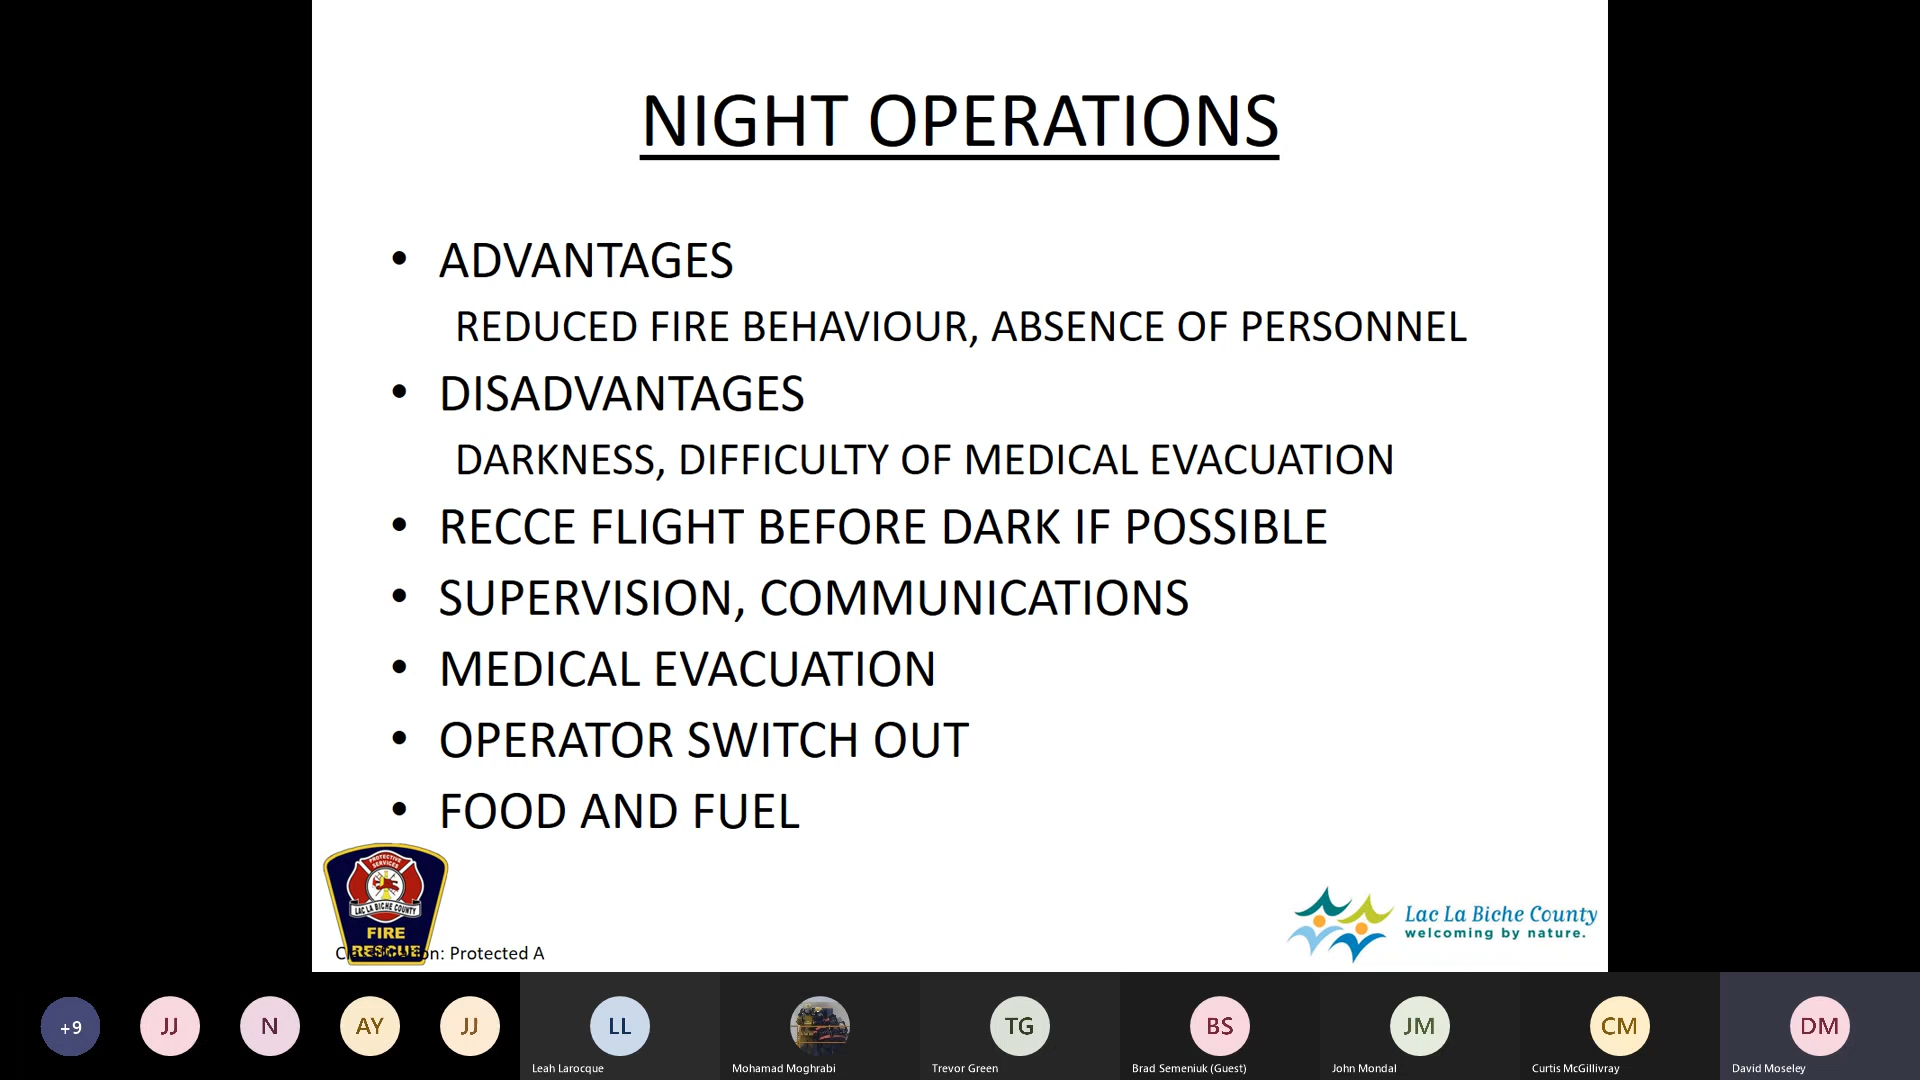 NIGHT OPERATIONS
• ADVANTAGES
REDUCED FIRE BEHAVIOUR, ABSENCE OF PERSONNEL
• DISADVANTAGES
DARKNESS, DIFFICULTY OF MEDICAL EVACUATION
• RECCE FLIGHT BEFORE DARK IF POSSIBLE
• SUPERVISION, COMMUNICATIONS
• MEDICAL EVACUATION
• OPERATOR SWITCH OUT
• FOOD AND FUEL
PROTECTIVE
SERVICES
LAC LA BICHE COUNTY
FIRE
RESCUE
Classification: Protected A
Lac La Biche County
welcoming by nature.
+9
JJ
N
AY
JJ
LL
TG
BS
JM
CM
DM
Leah Larocque
Mohamad Moghrabi
Trevor Green
Brad Semeniuk (Guest)
John Mondal
Curtis McGillivray
David Moseley